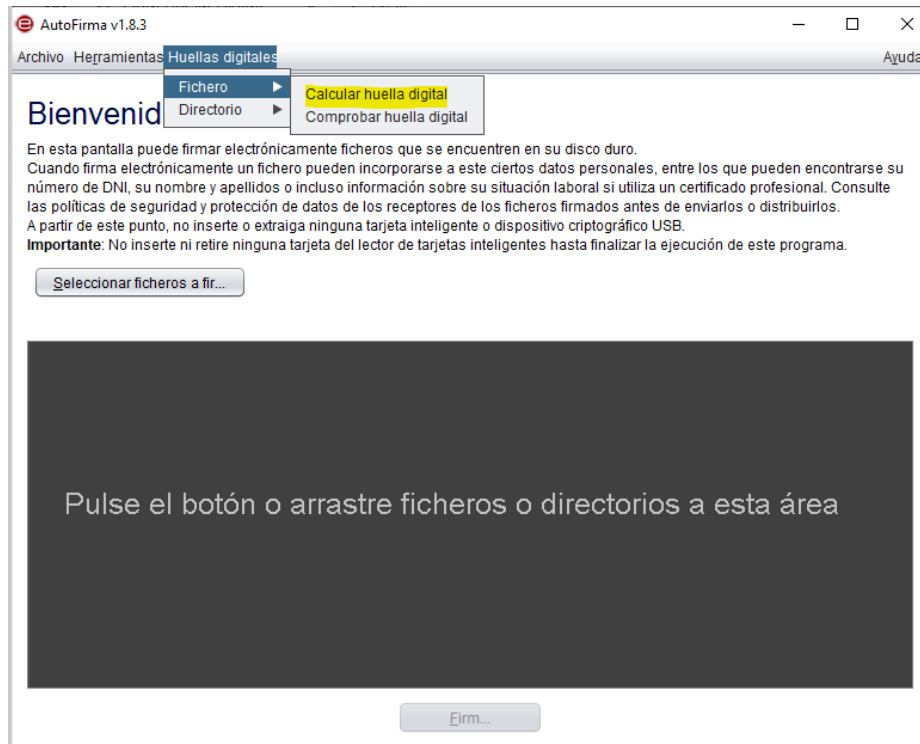 AutoFirma v1.8.3
Archivo Herramientas Huellas digitales Ayuda
Fichero
Directorio
Calcular huella digital
Comprobar huella digital
Bienvenid
En esta pantalla puede firmar electrónicamente ficheros que se encuentren en su disco duro.
Cuando firma electrónicamente un fichero pueden incorporarse a este ciertos datos personales, entre los que pueden encontrarse su
número de DNI, su nombre y apellidos o incluso información sobre su situación laboral si utiliza un certificado profesional. Consulte
las políticas de seguridad y protección de datos de los receptores de los ficheros firmados antes de enviarlos o distribuirlos.
A partir de este punto, no inserte o extraiga ninguna tarjeta inteligente o dispositivo criptográfico USB.
Importante: No inserte ni retire ninguna tarjeta del lector de tarjetas inteligentes hasta finalizar la ejecución de este programa.
Seleccionar ficheros a fir...
Pulse el botón o arrastre ficheros o directorios a esta área
Firm...